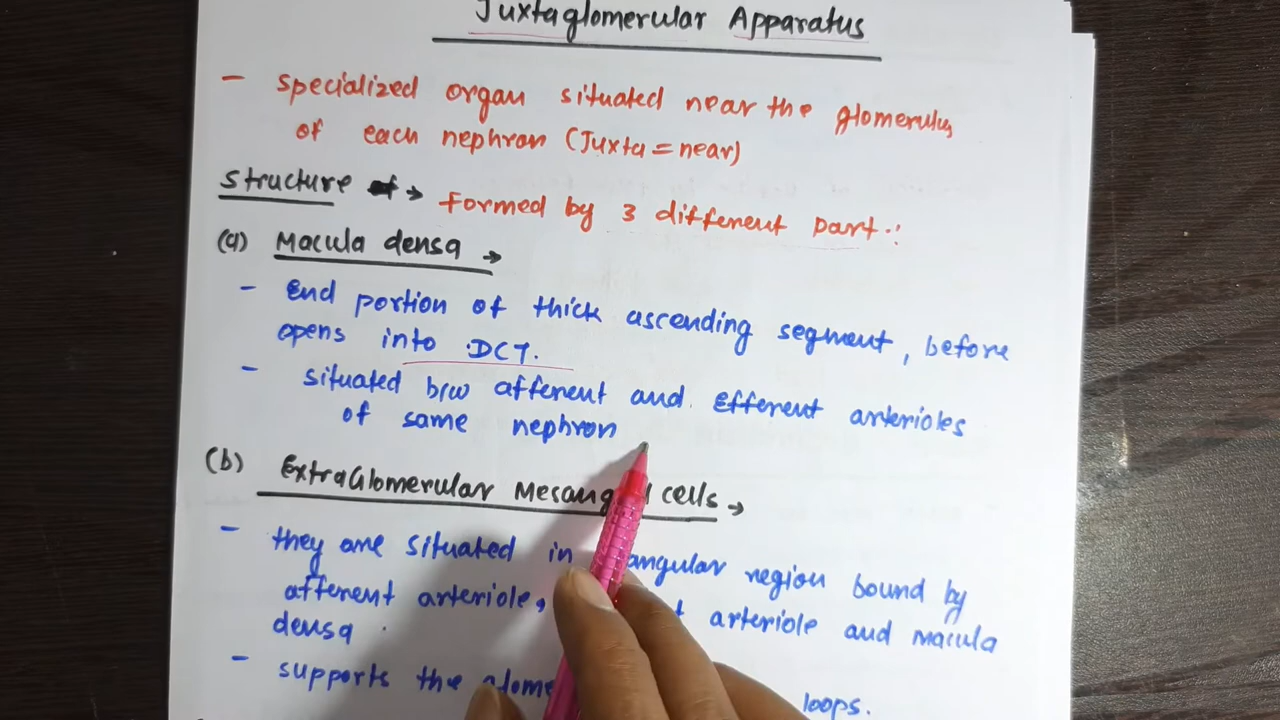 Juxtaglomerular Apparatus
- specialized organ situated near the glomerulus
of each nephron (Juxta = near)
Structure → Formed by 3 different part :
(a) Macula densa →
- End portion of thick ascending segment, before
opens into DCT.
- situated b/w afferent and Efferent arterioles
of same nephron
(b) ExtraGlomerular Mesang cells →
- they are situated in angular region bound by
afferent arteriole, arteriole and macula
densa
- supports the loops.